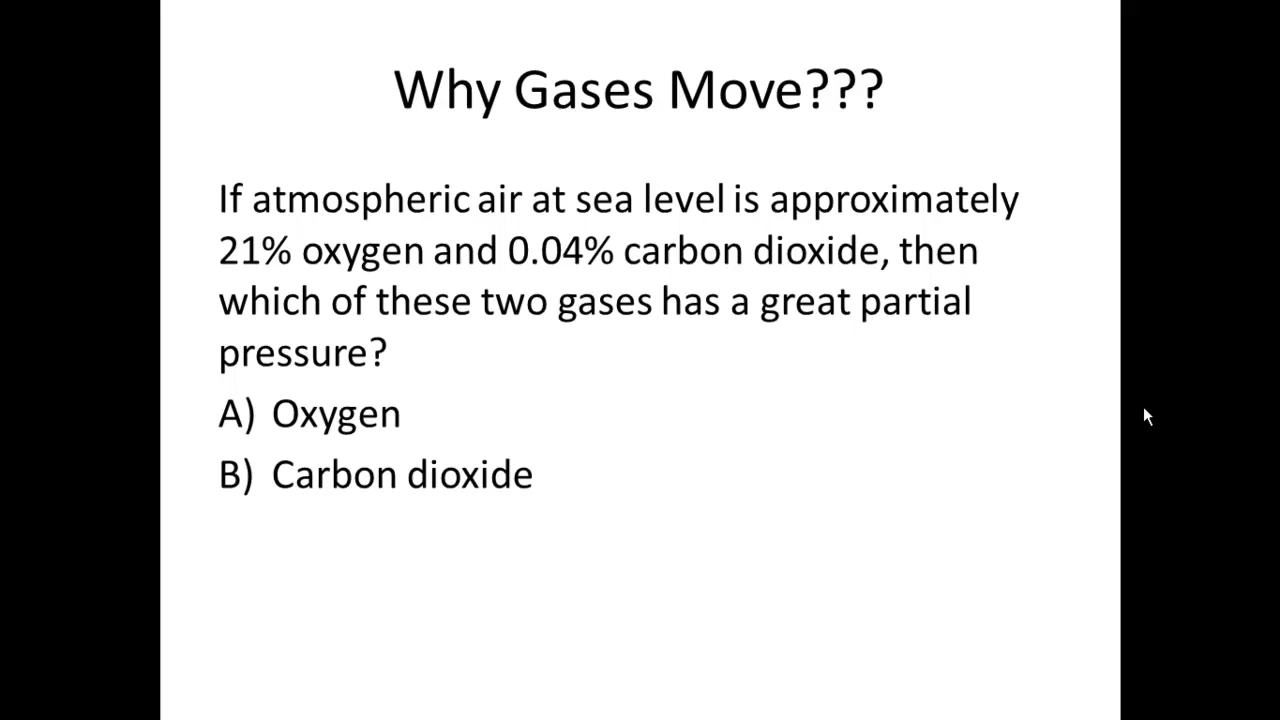 Why Gases Move???
If atmospheric air at sea level is approximately
21% oxygen and 0.04% carbon dioxide, then
which of these two gases has a great partial
pressure?
A) Oxygen
B) Carbon dioxide